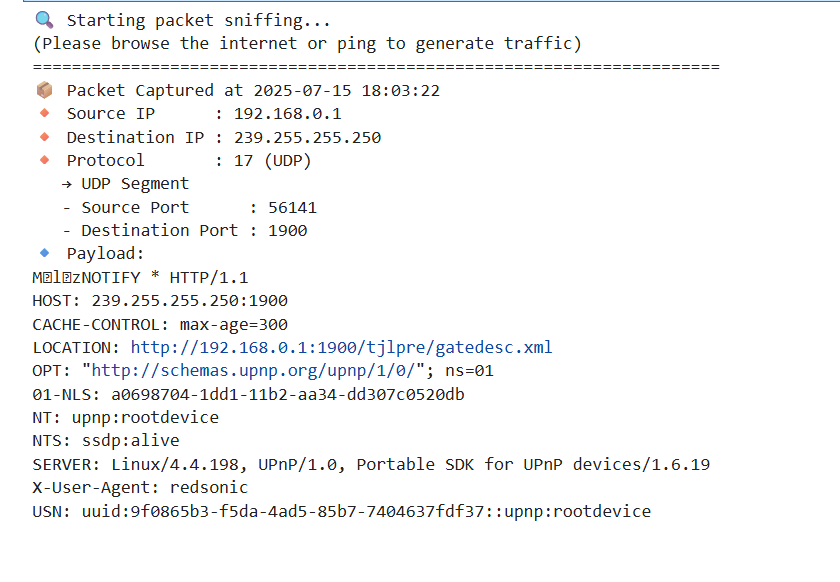 🔍 Starting packet sniffing...
(Please browse the internet or ping to generate traffic)
======================================================================
📦 Packet Captured at 2025-07-15 18:03:22
🔸 Source IP      : 192.168.0.1
🔸 Destination IP : 239.255.255.250
🔸 Protocol       : 17 (UDP)
   → UDP Segment
   - Source Port      : 56141
   - Destination Port : 1900
🔹 Payload:
M�l�zNOTIFY * HTTP/1.1
HOST: 239.255.255.250:1900
CACHE-CONTROL: max-age=300
LOCATION: http://192.168.0.1:1900/tjlpre/gatedesc.xml
OPT: "http://schemas.upnp.org/upnp/1/0/"; ns=01
01-NLS: a0698704-1dd1-11b2-aa34-dd307c0520db
NT: upnp:rootdevice
NTS: ssdp:alive
SERVER: Linux/4.4.198, UPnP/1.0, Portable SDK for UPnP devices/1.6.19
X-User-Agent: redsonic
USN: uuid:9f0865b3-f5da-4ad5-85b7-7404637fdf37::upnp:rootdevice